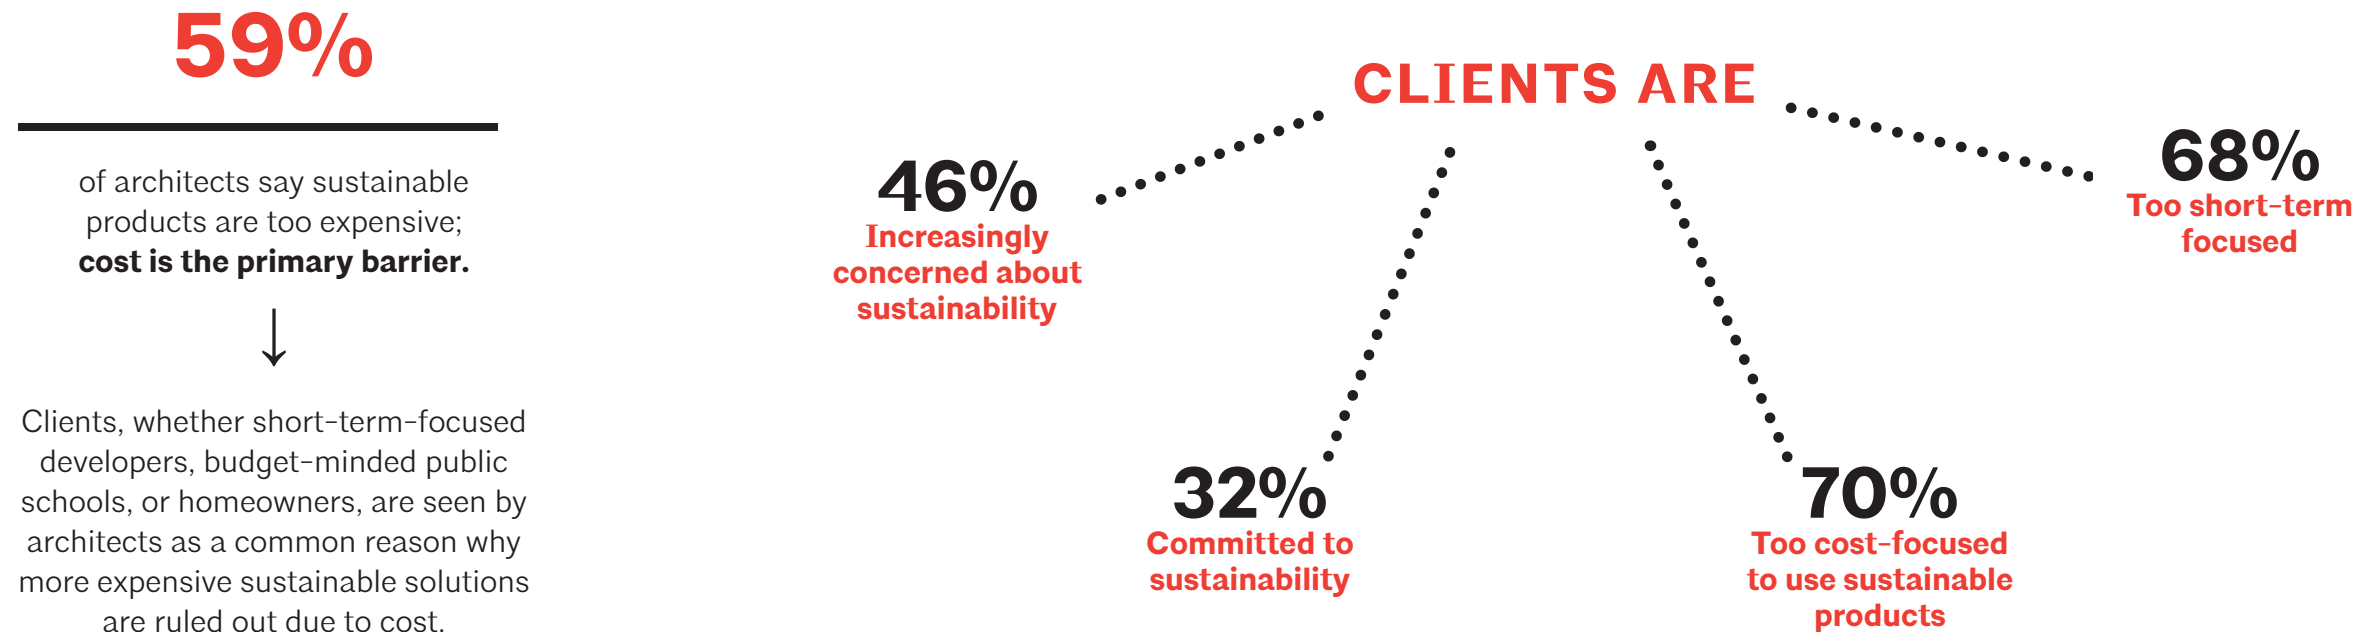 59%
of architects say sustainable
products are too expensive;
cost is the primary barrier.
↓
Clients, whether short-term-focused
developers, budget-minded public
schools, or homeowners, are seen by
architects as a common reason why
more expensive sustainable solutions
are ruled out due to cost.
CLIENTS ARE
46%
Increasingly
concerned about
sustainability
32%
Committed to
sustainability
70%
Too cost-focused
to use sustainable
products
68%
Too short-term
focused